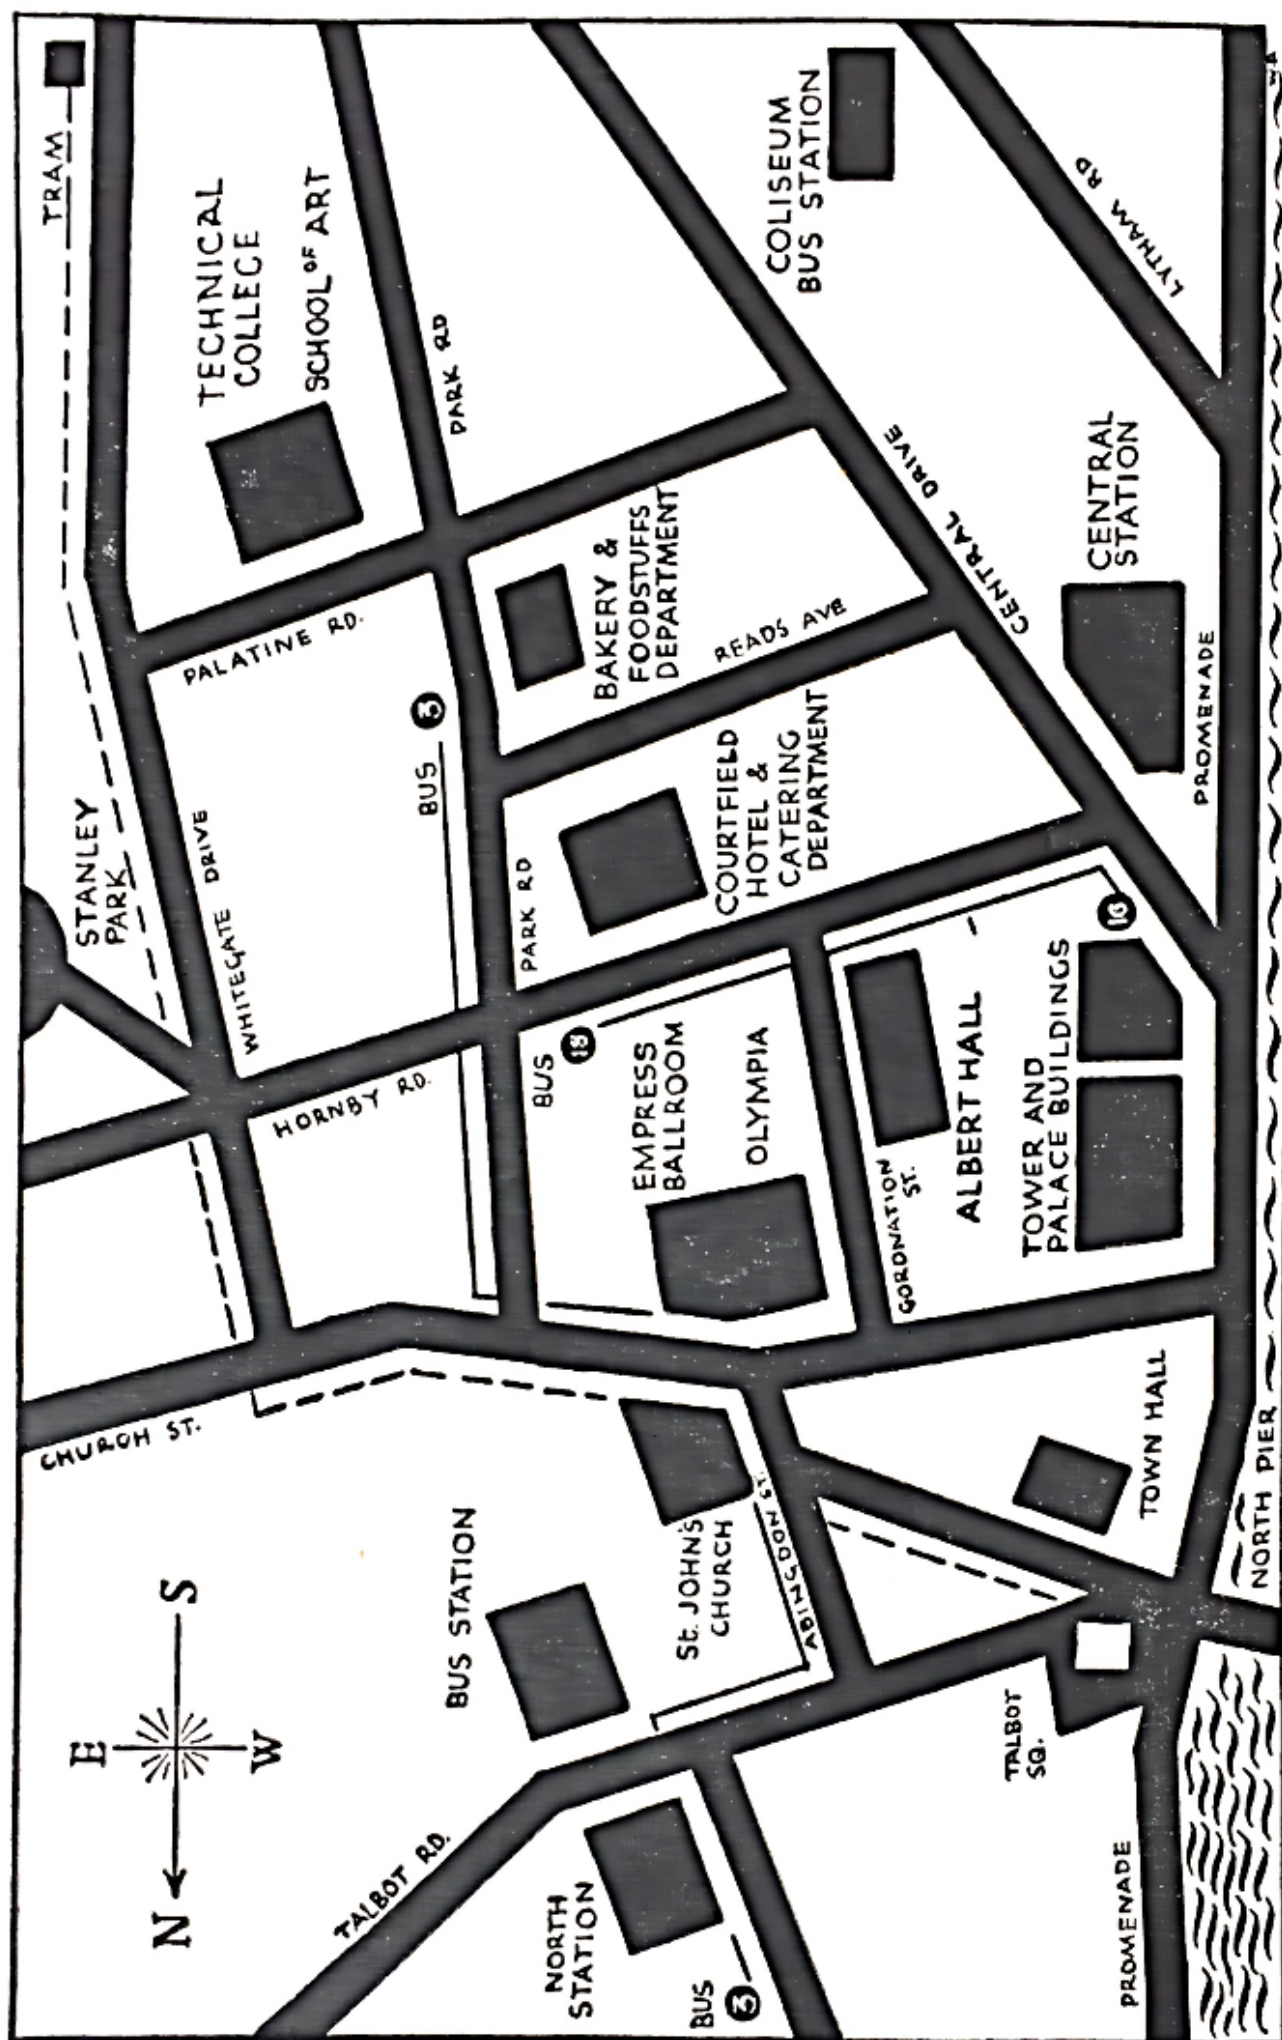 TRAM
TECHNICAL
COLLEGE
SCHOOL OF ART
PARK RD
COLISEUM
BUS STATION
LYTHAM RD
STANLEY
PARK
PALATINE RD.
WHITEGATE DRIVE
BUS 3
BAKERY &
FOODSTUFFS
DEPARTMENT
READS AVE
CENTRAL DRIVE
CENTRAL DRIVE
CENTRAL
STATION
PROMENADE
PARK RD
COURTFIELD
HOTEL &
CATERING
DEPARTMENT
HORNBY RD.
BUS 18
EMPRESS
BALLROOM
OLYMPIA
CORONATION
ST.
ALBERT HALL
16
TOWER AND
PALACE BUILDINGS
CHURCH ST.
E
N
S
W
BUS STATION
St. JOHN'S
CHURCH
ABINGDON ST.
TOWN HALL
NORTH PIER
TALBOT RD.
NORTH
STATION
BUS 3
TALBOT
SQ.
PROMENADE